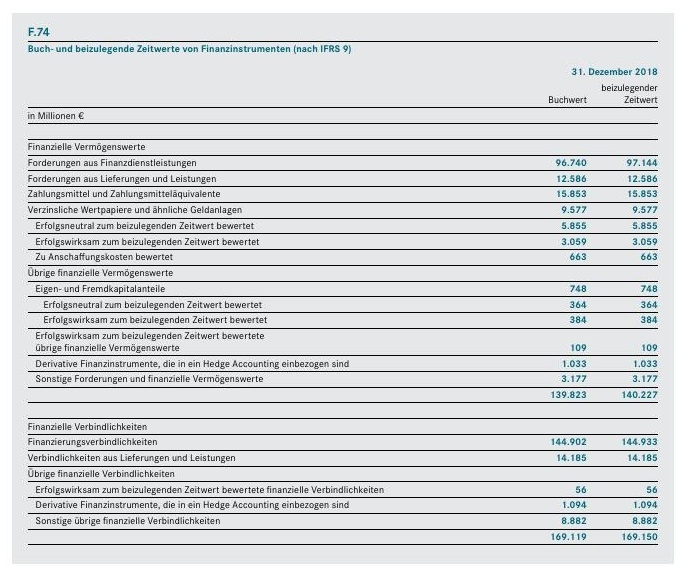 F.74
Buch- und beizulegende Zeitwerte von Finanzinstrumenten (nach IFRS 9)
31. Dezember 2018
Buchwert beizulegender Zeitwert
in Millionen €
Finanzielle Vermögenswerte
Forderungen aus Finanzdienstleistungen 96.740 97.144
Forderungen aus Lieferungen und Leistungen 12.586 12.586
Zahlungsmittel und Zahlungsmitteläquivalente 15.853 15.853
Verzinsliche Wertpapiere und ähnliche Geldanlagen 9.577 9.577
Erfolgsneutral zum beizulegenden Zeitwert bewertet 5.855 5.855
Erfolgswirksam zum beizulegenden Zeitwert bewertet 3.059 3.059
Zu Anschaffungskosten bewertet 663 663
Übrige finanzielle Vermögenswerte
Eigen- und Fremdkapitalanteile 748 748
Erfolgsneutral zum beizulegenden Zeitwert bewertet 364 364
Erfolgswirksam zum beizulegenden Zeitwert bewertet 384 384
Erfolgswirksam zum beizulegenden Zeitwert bewertete
übrige finanzielle Vermögenswerte 109 109
Derivative Finanzinstrumente, die in ein Hedge Accounting einbezogen sind 1.033 1.033
Sonstige Forderungen und finanzielle Vermögenswerte 3.177 3.177
139.823 140.227
Finanzielle Verbindlichkeiten
Finanzierungsverbindlichkeiten 144.902 144.933
Verbindlichkeiten aus Lieferungen und Leistungen 14.185 14.185
Übrige finanzielle Verbindlichkeiten
Erfolgswirksam zum beizulegenden Zeitwert bewertete finanzielle Verbindlichkeiten 56 56
Derivative Finanzinstrumente, die in ein Hedge Accounting einbezogen sind 1.094 1.094
Sonstige übrige finanzielle Verbindlichkeiten 8.882 8.882
169.119 169.150